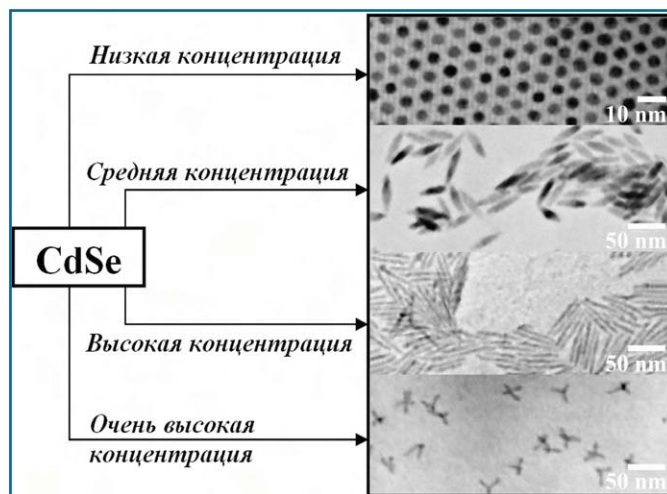 Низкая концентрация
10 nm
Средняя концентрация
50 nm
CdSe
Высокая концентрация
50 nm
Очень высокая
концентрация
50 nm